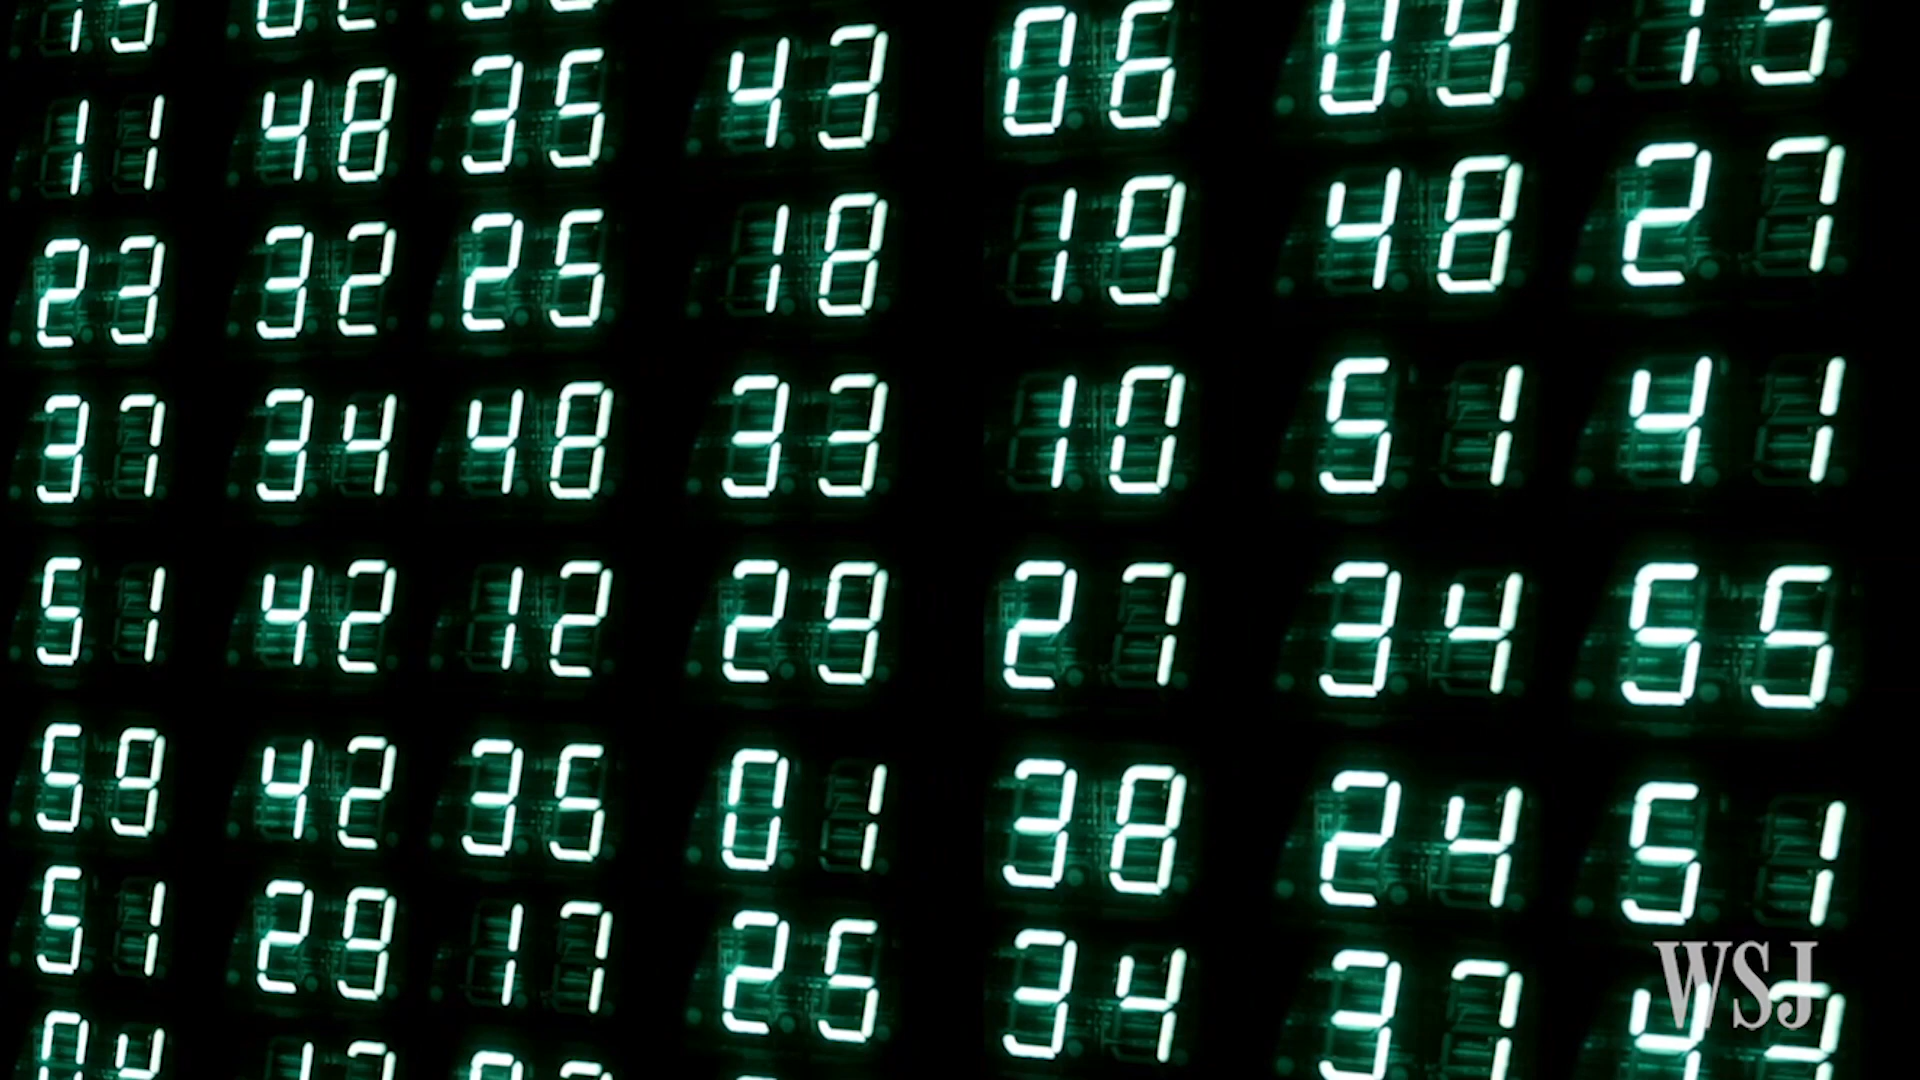 11 48 35 43 06 09
23 32 25 18 19 48 27
37 34 48 33 10 51 41
51 42 12 29 27 34 55
59 42 35 01 38 24 51
51 29 17 25 34 37
WSJ